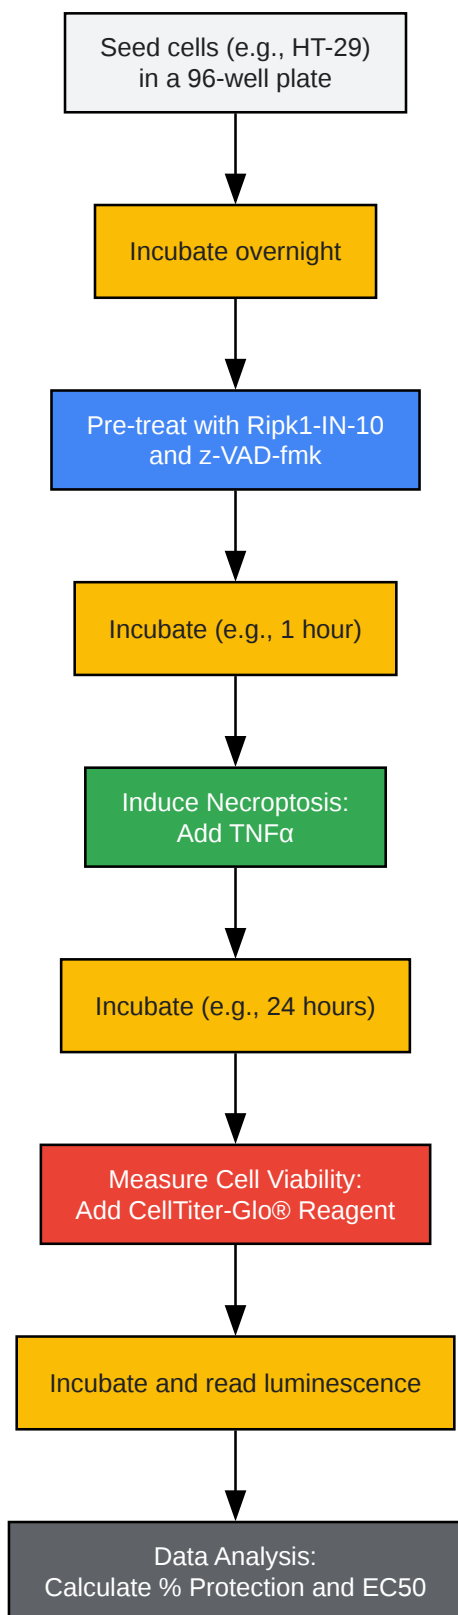 Seed cells (e.g., HT-29)
in a 96-well plate
Incubate overnight
Pre-treat with Ripk1-IN-10
and z-VAD-fmk
Incubate (e.g., 1 hour)
Induce Necroptosis:
Add TNFα
Incubate (e.g., 24 hours)
Measure Cell Viability:
Add CellTiter-Glo® Reagent
Incubate and read luminescence
Data Analysis:
Calculate % Protection and EC50